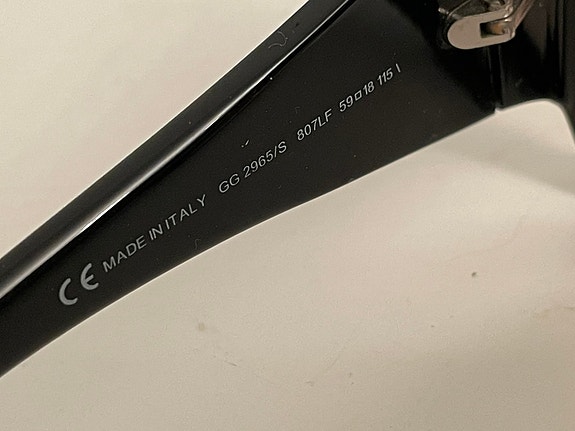 CE MADE IN ITALY GG 2965/S 807LF 59□18 115 I